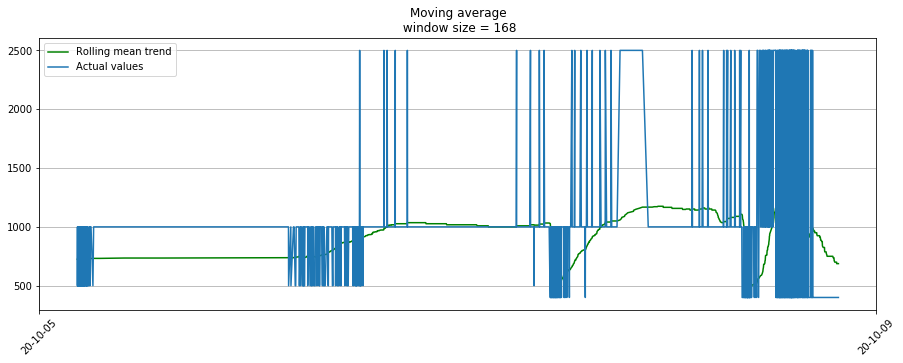 Moving average
window size = 168
2500
2000
1500
1000
500
Rolling mean trend
Actual values
20-10-05
20-10-09